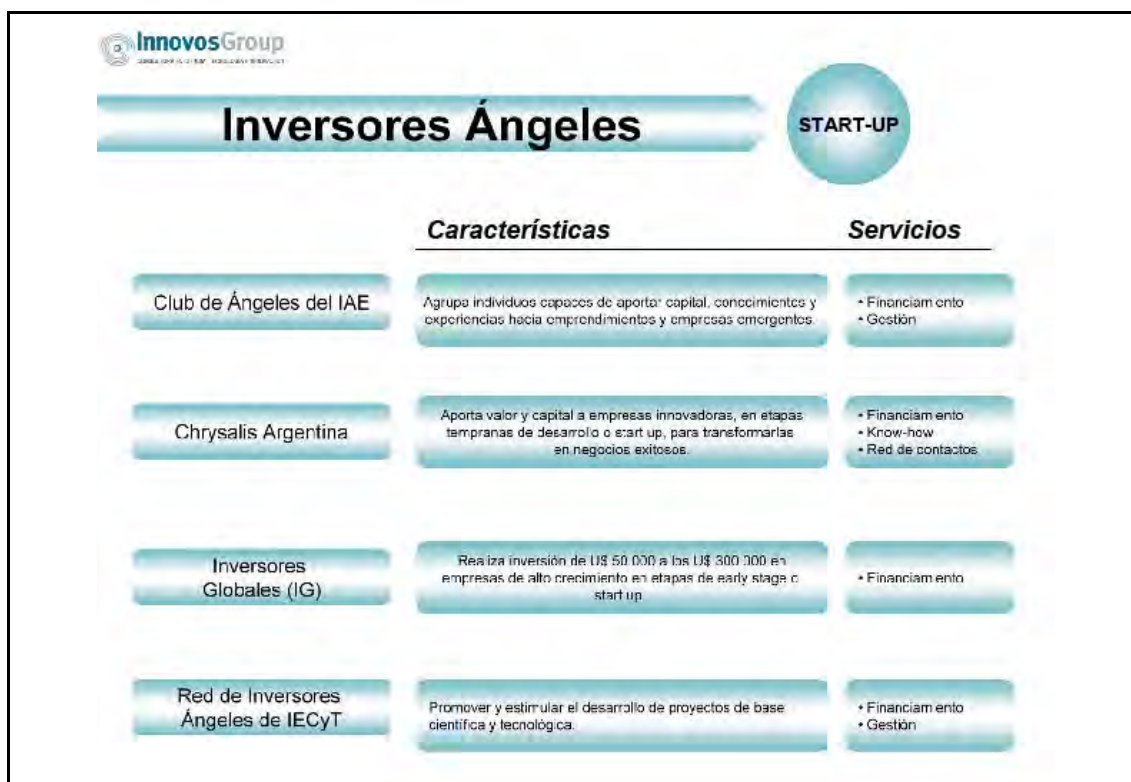 InnovosGroup
Inversores Ángeles
START-UP
Características
Servicios
Club de Ángeles del IAE
Agrupa individuos capaces de aportar capital, conocimientos y
experiencias hacia emprendimientos y empresas emergentes.
• Financiamiento
• Gestión
Chrysalis Argentina
Aporta valor y capital a empresas innovadoras, en etapas
tempranas de desarrollo o start up, para transformarlas
en negocios exitosos.
• Financiamiento
• Know-how
• Red de contactos
Inversores
Globales (IG)
Realiza inversión de U$ 50.000 a los U$ 300.000 en
empresas de alto crecimiento en etapas de early stage o
start up
• Financiamiento
Red de Inversores
Ángeles de IECyT
Promover y estimular el desarrollo de proyectos de base
científica y tecnológica.
• Financiamiento
• Gestión